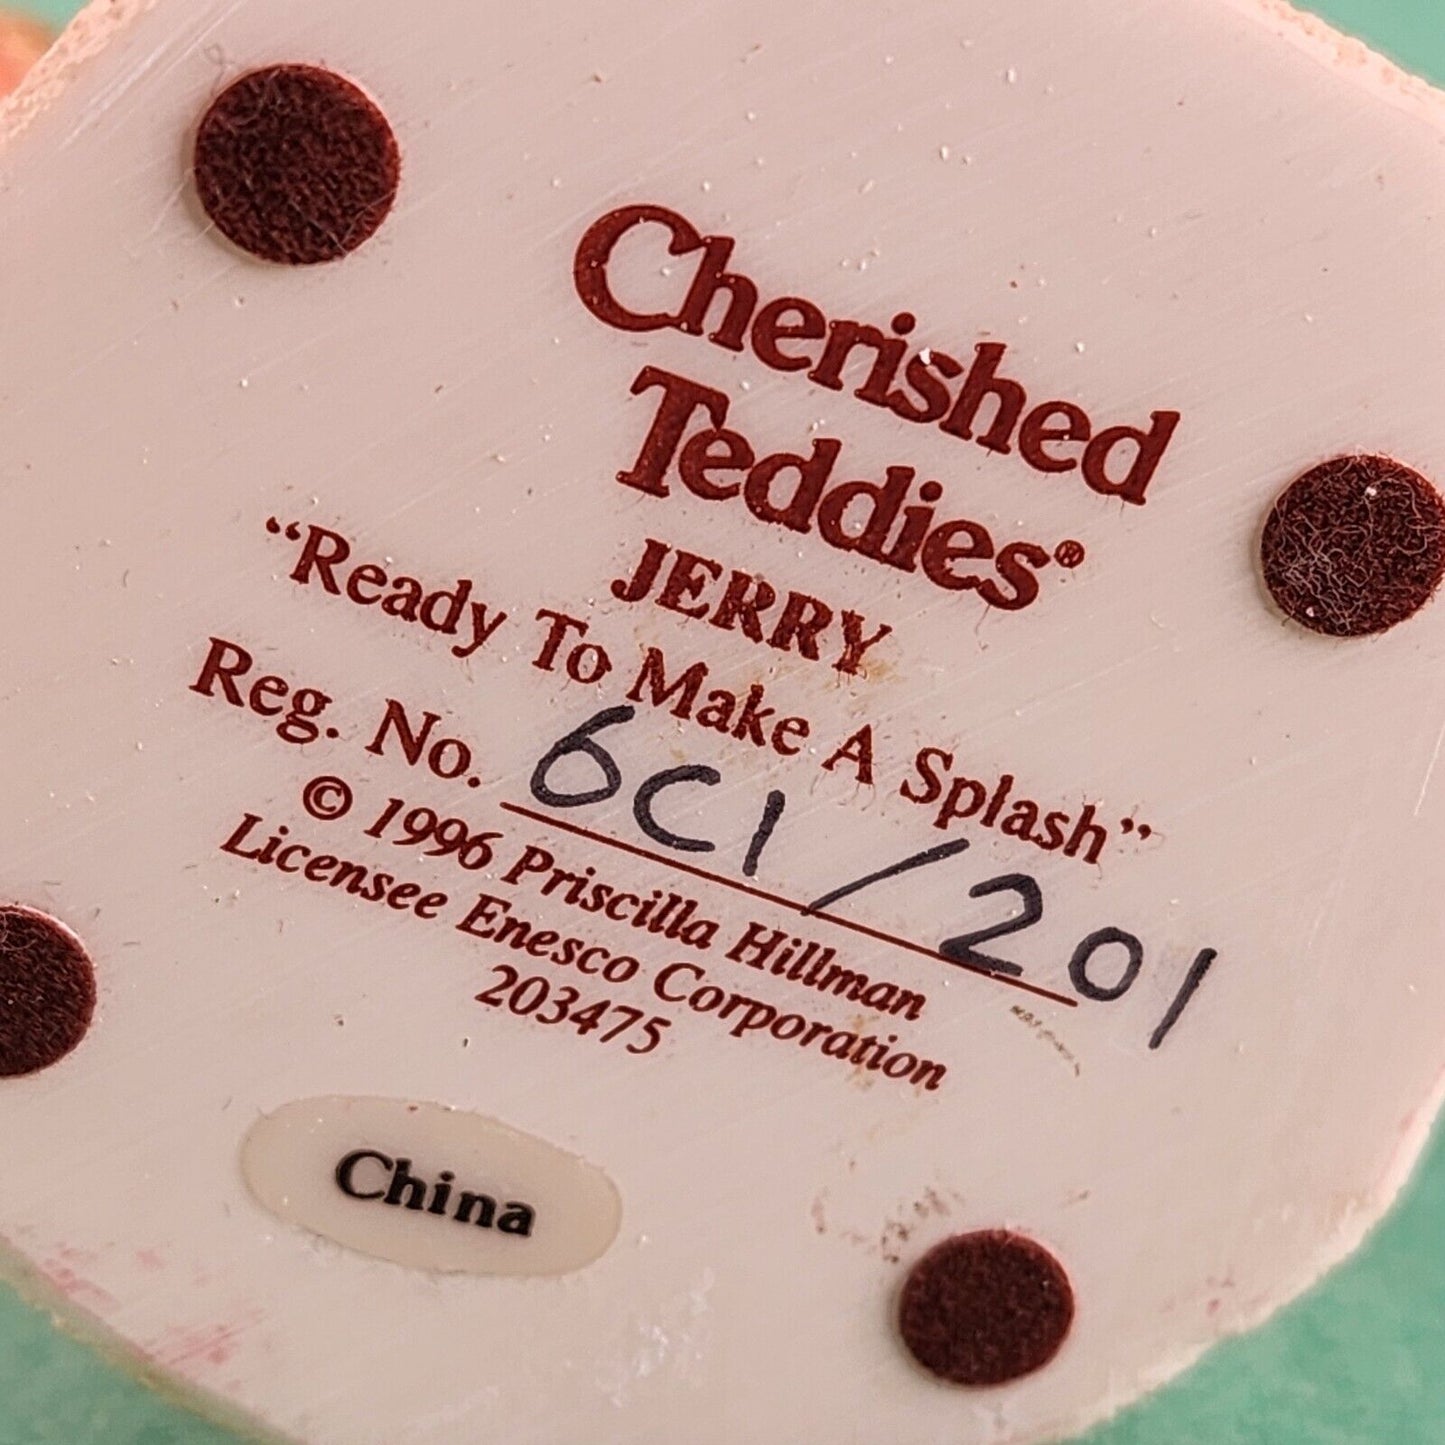 Cherished
Teddies®
JERRY
“Ready To Make A Splash”
Reg. No. 6C1/201
© 1996 Priscilla Hillman
Licensee Enesco Corporation
203475
China